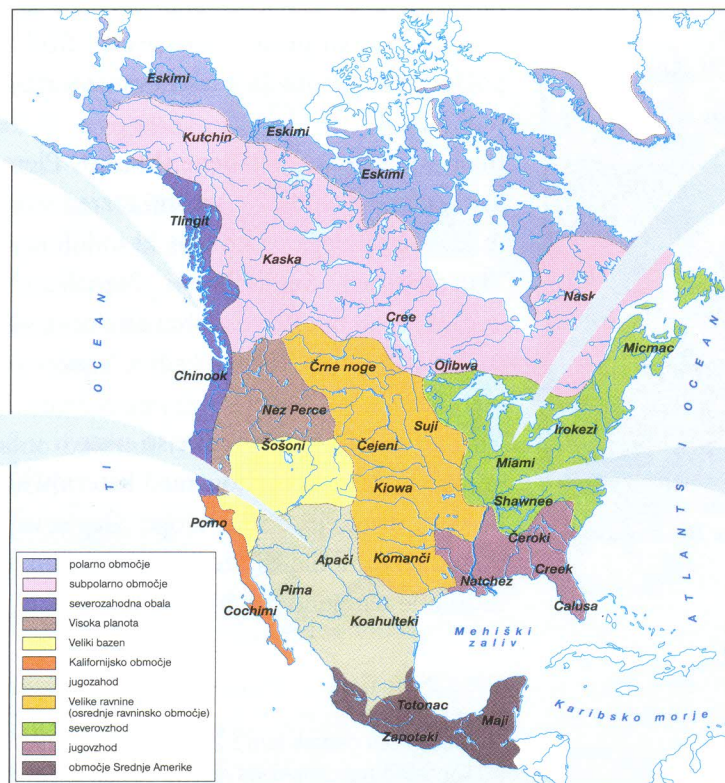 Eskimi
Eskimi
Eskimi
Kutchin
Tlingit
Kaska
Nask
Cree
Micmac
Ojibwa
Chinook
Črne noge
Nez Perce
Suji
Irokezi
Šošoni
Čejeni
Miami
Kiowa
Shawnee
Pomo
Čeroki
Apači
Komanči
Creek
Pima
Natchez
Cochimi
Koahulteki
Calusa
Totonac
Maji
Zapoteki
TI OCEAN
ATLANTS I OCEAN
Mehiški
zaliv
Karibsko morje
polarno območje
subpolarno območje
severozahodna obala
Visoka planota
Veliki bazen
Kalifornijsko območje
jugozahod
Velike ravnine
(osrednje ravninsko območje)
severovzhod
jugovzhod
območje Srednje Amerike